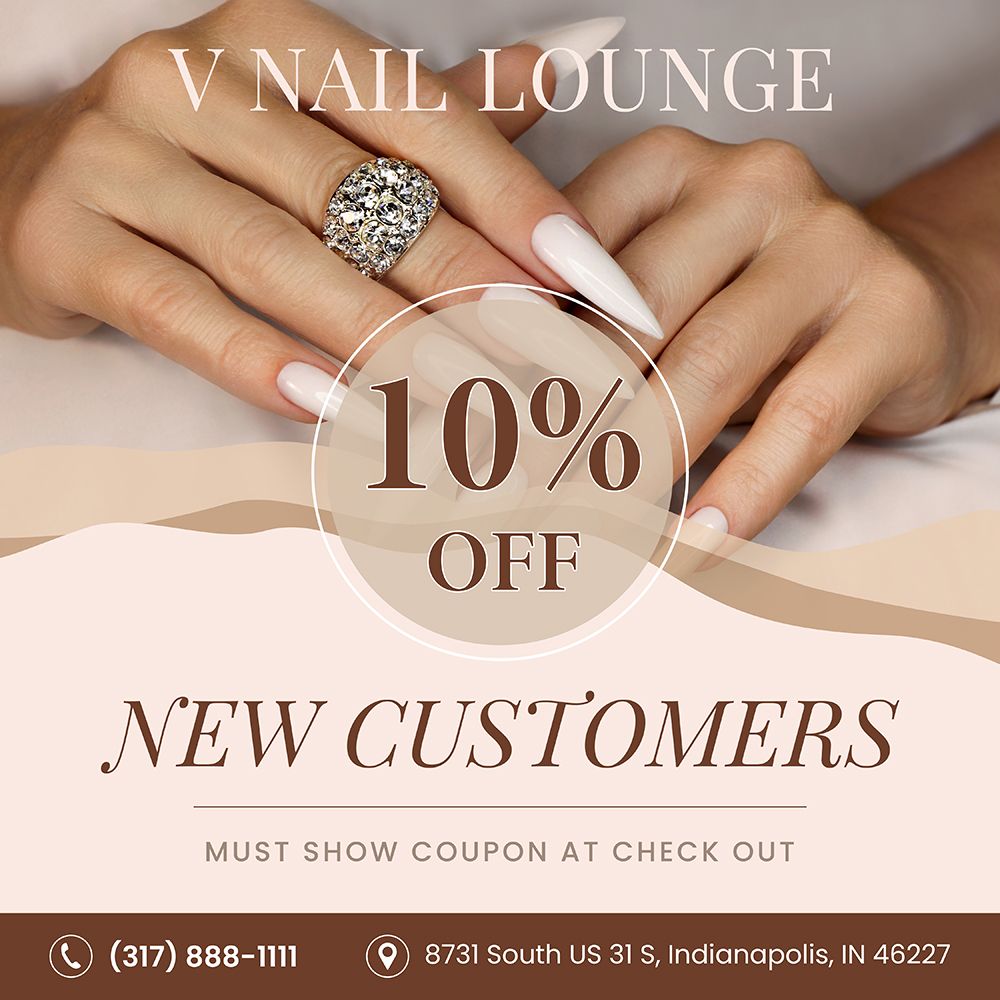 V NAIL LOUNGE
10%
OFF
NEW CUSTOMERS
MUST SHOW COUPON AT CHECK OUT
(317) 888-1111
8731 South US 31 S, Indianapolis, IN 46227